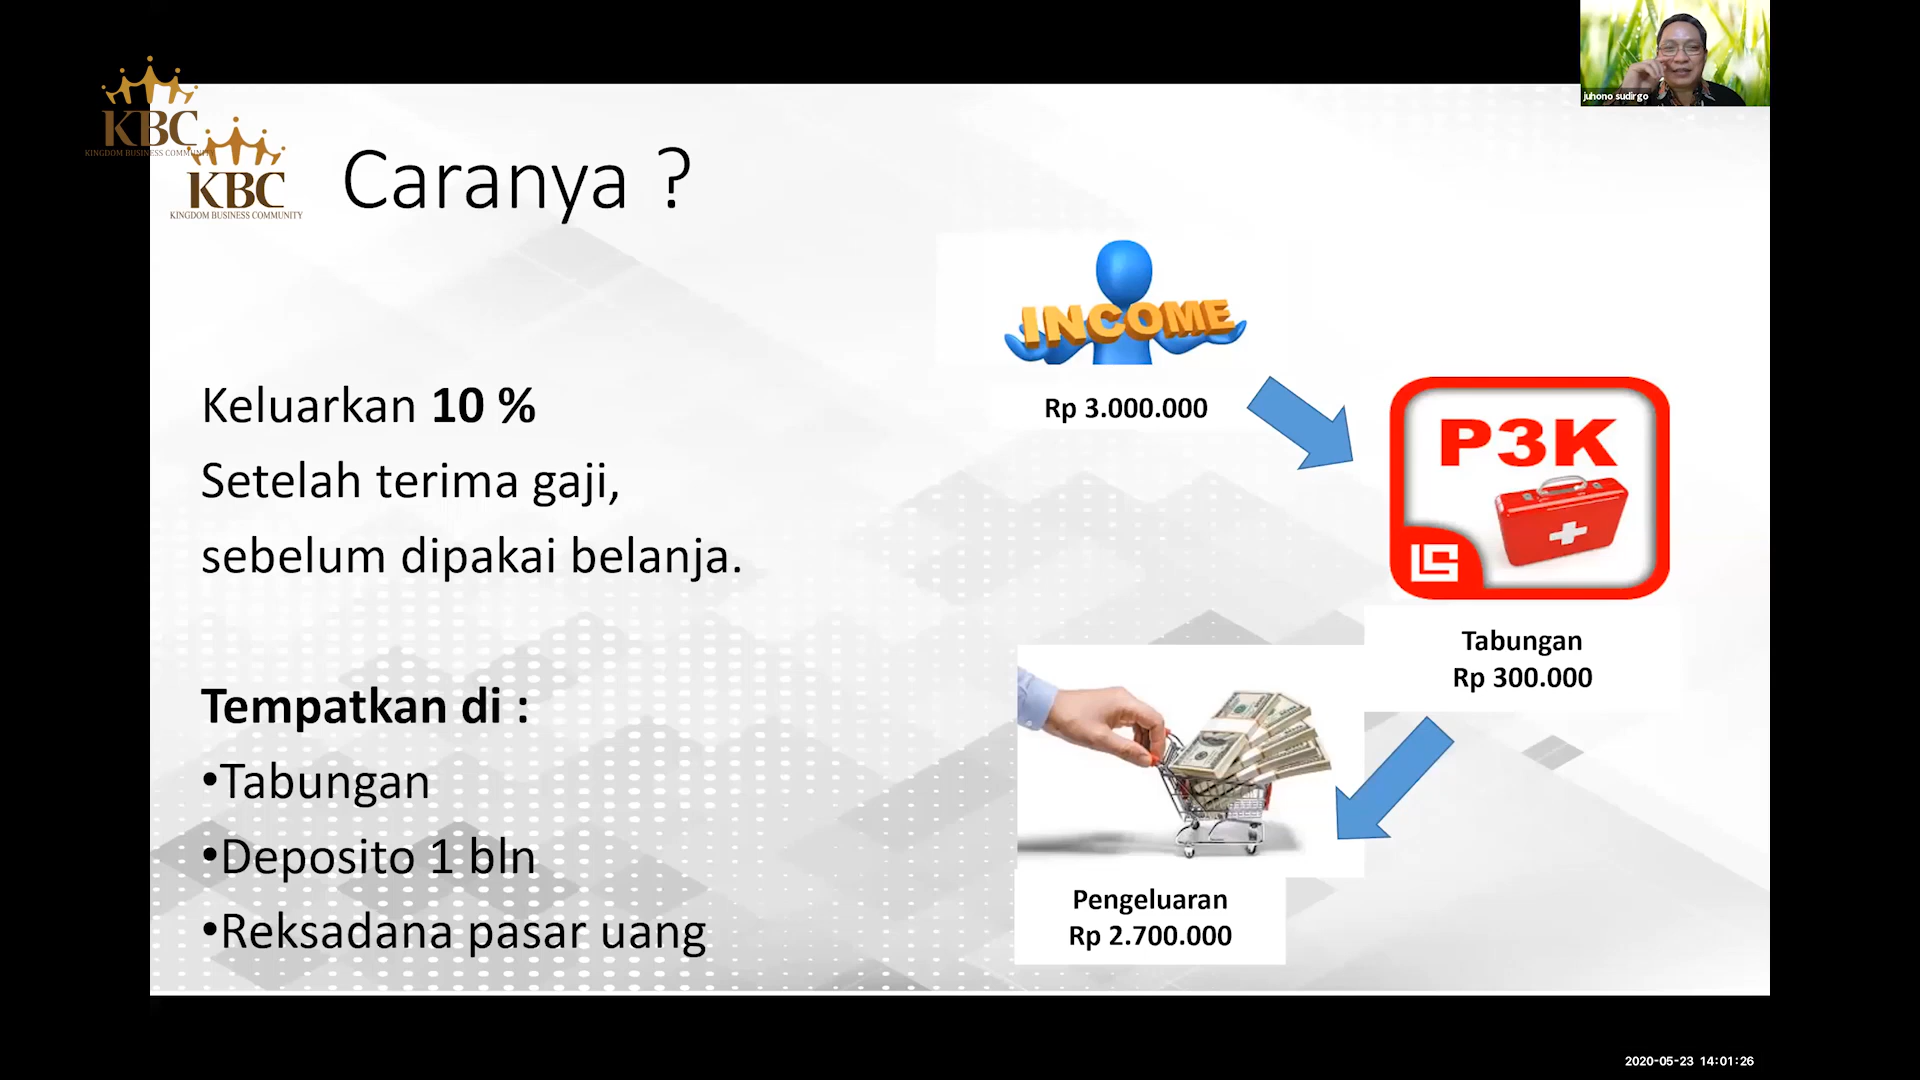 juhono sudirgo
KBC
KINGDOM BUSINESS COMMUNITY
KBC
KINGDOM BUSINESS COMMUNITY
Caranya ?
Keluarkan 10 %
Setelah terima gaji,
sebelum dipakai belanja.
Tempatkan di :
•Tabungan
•Deposito 1 bln
•Reksadana pasar uang
INCOME
Rp 3.000.000
P3K
LG
Tabungan
Rp 300.000
Pengeluaran
Rp 2.700.000
2020-05-23 14:01:26